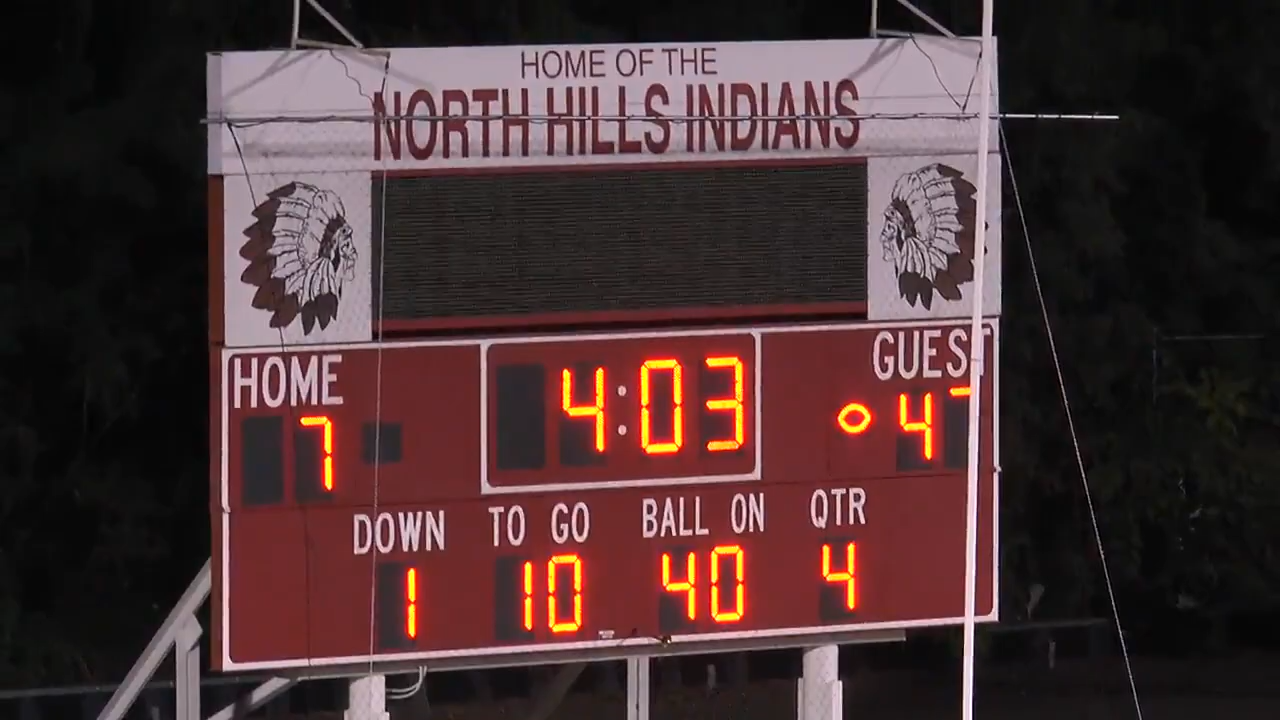 HOME OF THE
NORTH HILLS INDIANS
HOME GUEST
7 4:03 4
DOWN TO GO BALL ON QTR
1 10 40 4